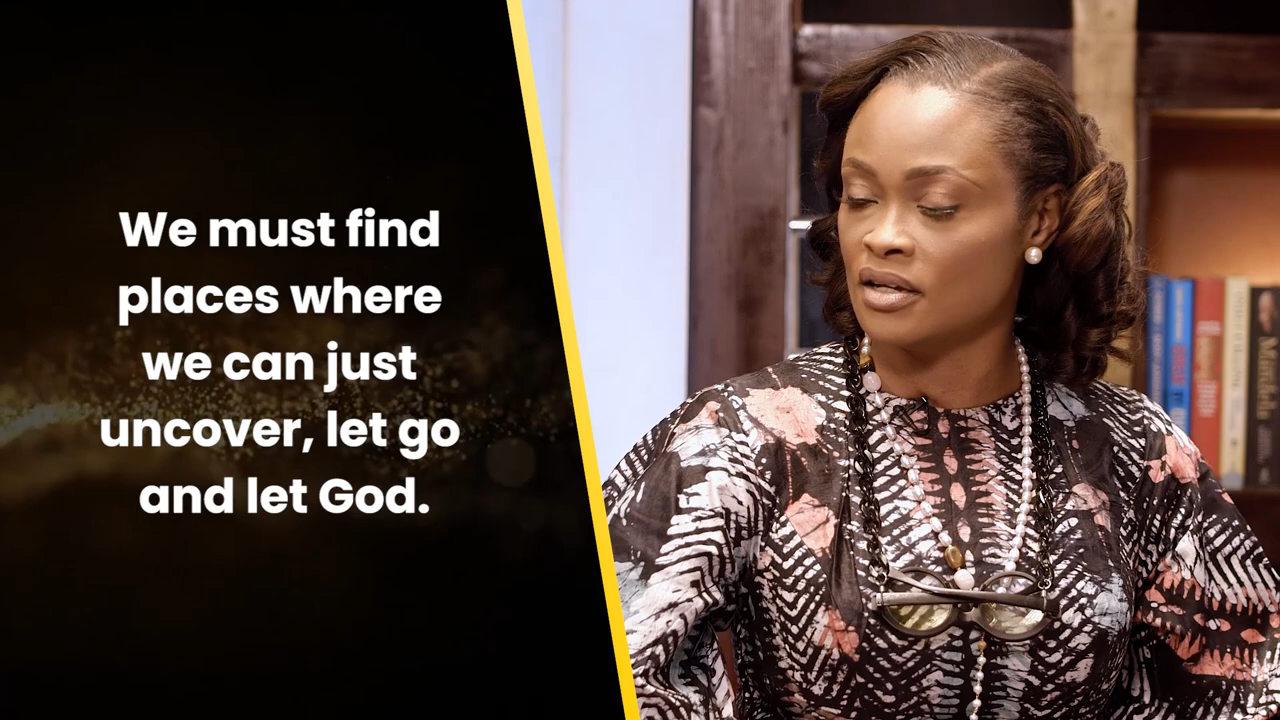 We must find
places where
we can just
uncover, let go
and let God.